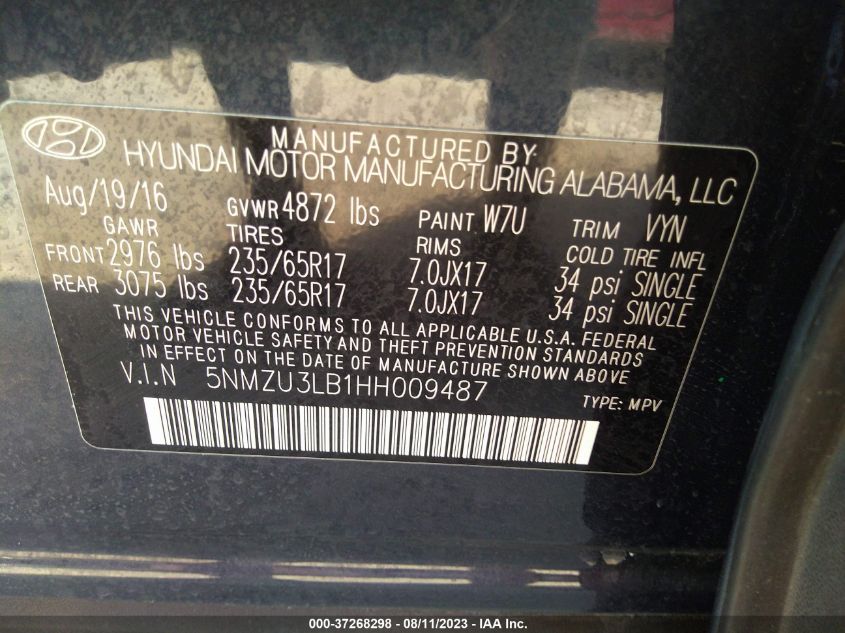 MANUFACTURED BY
HYUNDAI MOTOR MANUFACTURING ALABAMA, LLC
Aug/19/16 GVWR 4872 lbs PAINT W7U TRIM VYN
GAWR TIRES RIMS COLD TIRE INFL
FRONT 2976 lbs 235/65R17 7.0JX17 34 psi SINGLE
REAR 3075 lbs 235/65R17 7.0JX17 34 psi SINGLE
THIS VEHICLE CONFORMS TO ALL APPLICABLE U.S.A. FEDERAL
MOTOR VEHICLE SAFETY AND THEFT PREVENTION STANDARDS
IN EFFECT ON THE DATE OF MANUFACTURE SHOWN ABOVE
V.I.N 5NMZU3LB1HH009487 TYPE: MPV
000-37268298 - 08/11/2023 - IAA Inc.